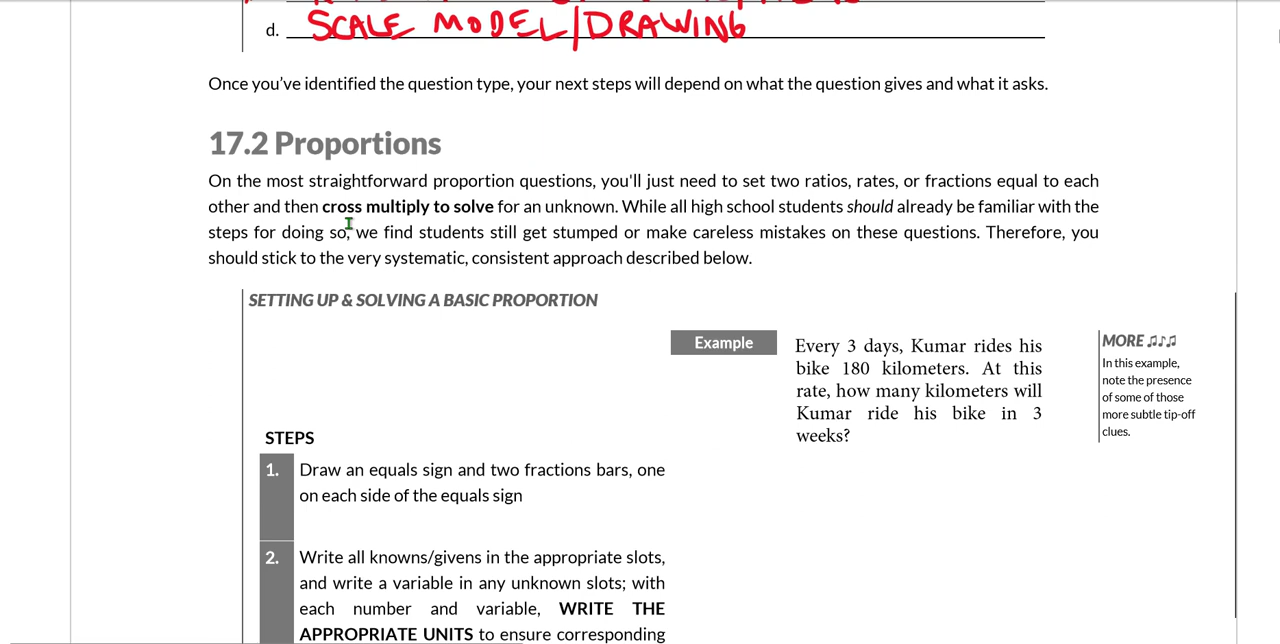 d. SCALE MODEL/DRAWING
Once you've identified the question type, your next steps will depend on what the question gives and what it asks.
17.2 Proportions
On the most straightforward proportion questions, you'll just need to set two ratios, rates, or fractions equal to each
other and then cross multiply to solve for an unknown. While all high school students should already be familiar with the
steps for doing so, we find students still get stumped or make careless mistakes on these questions. Therefore, you
should stick to the very systematic, consistent approach described below.
SETTING UP & SOLVING A BASIC PROPORTION
Example
Every 3 days, Kumar rides his
bike 180 kilometers. At this
rate, how many kilometers will
Kumar ride his bike in 3
weeks?
MORE ♫♪♫
In this example,
note the presence
of some of those
more subtle tip-off
clues.
STEPS
1. Draw an equals sign and two fractions bars, one
on each side of the equals sign
2. Write all knowns/givens in the appropriate slots,
and write a variable in any unknown slots; with
each number and variable, WRITE THE
APPROPRIATE UNITS to ensure corresponding